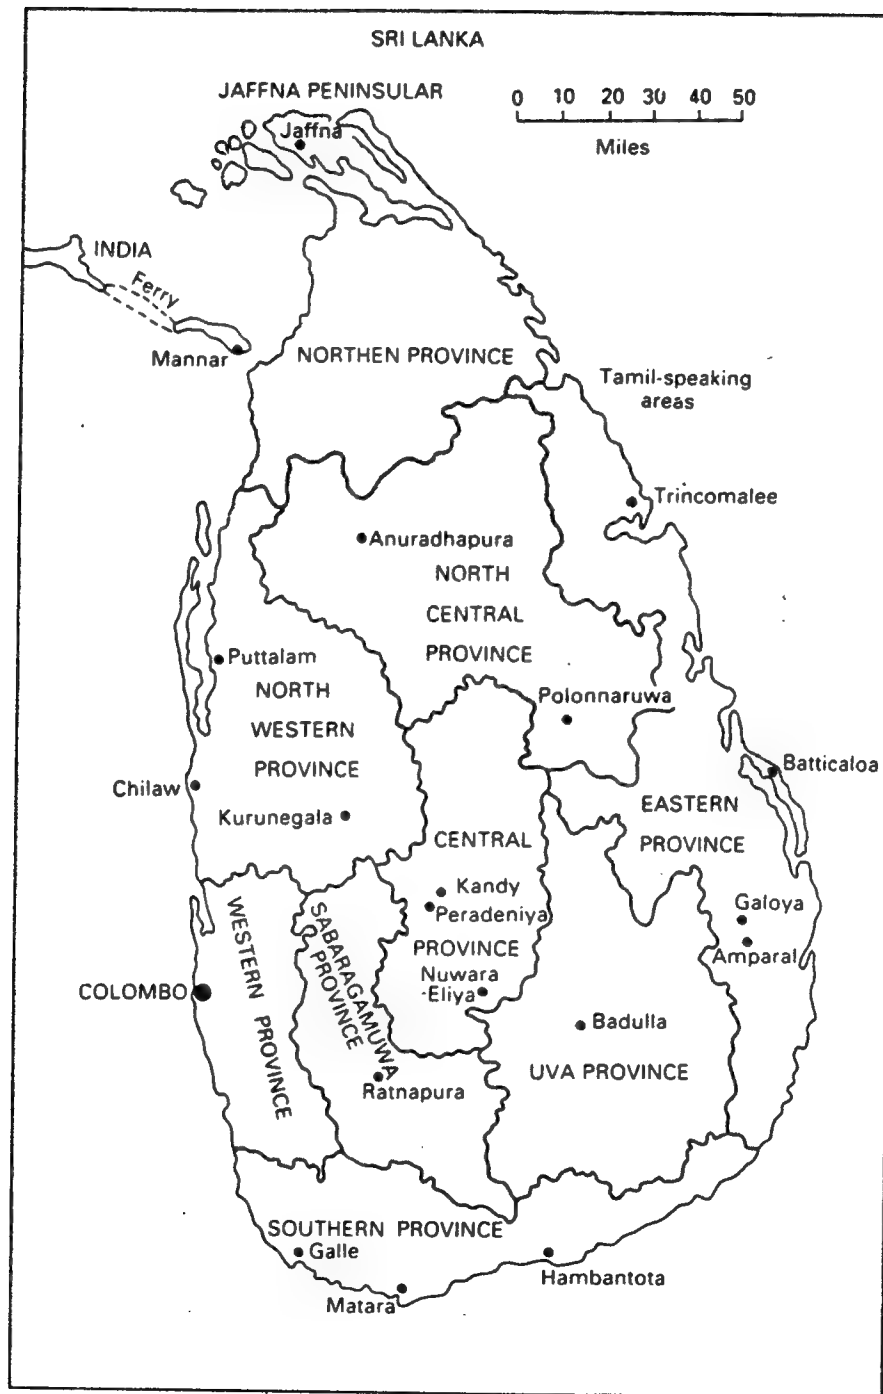 SRI LANKA
JAFFNA PENINSULAR
0 10 20 30 40 50
Miles
Jaffna
INDIA
Ferry
Mannar
NORTHEN PROVINCE
Tamil-speaking
areas
Trincomalee
Anuradhapura
NORTH
CENTRAL
PROVINCE
Puttalam
NORTH
WESTERN
PROVINCE
Polonnaruwa
Chilaw
Kurunegala
Batticaloa
EASTERN
PROVINCE
CENTRAL
Kandy
Peradeniya
PROVINCE
Nuwara
-Eliya
Galoya
Amparal
WESTERN PROVINCE
SABARAGAMUWA
PROVINCE
COLOMBO
Badulla
UVA PROVINCE
Ratnapura
SOUTHERN PROVINCE
Galle
Hambantota
Matara